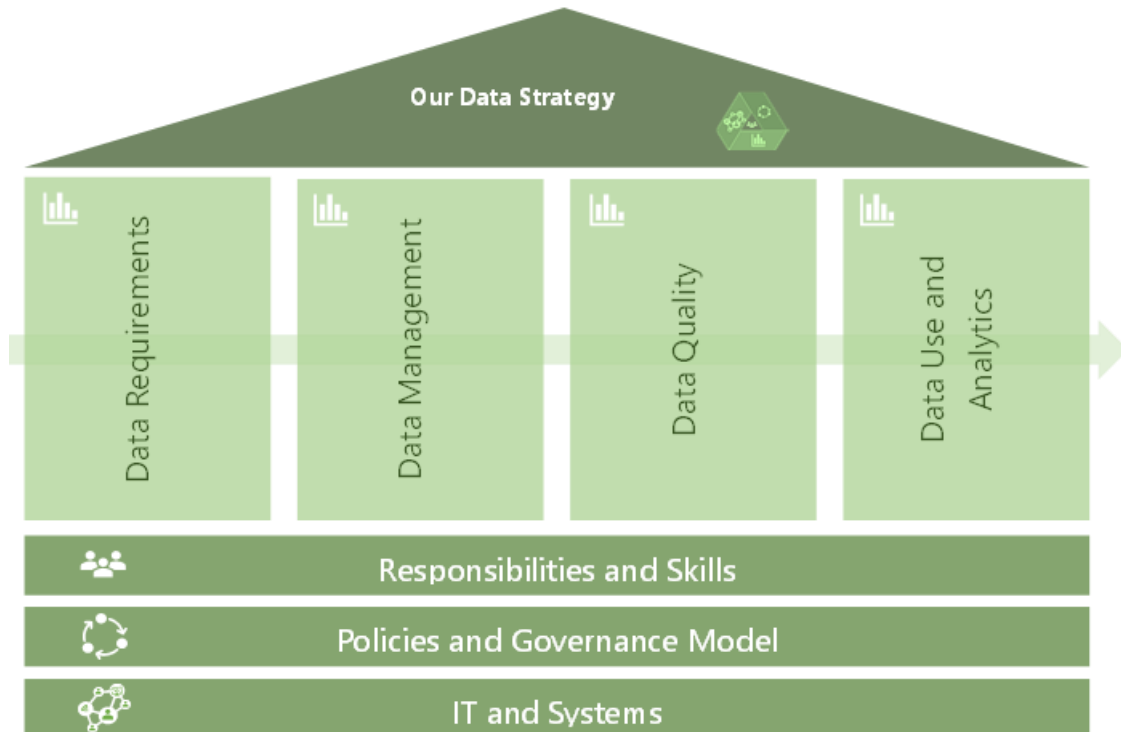 Our Data Strategy
Data Requirements
Data Management
Data Quality
Data Use and
Analytics
Responsibilities and Skills
Policies and Governance Model
IT and Systems